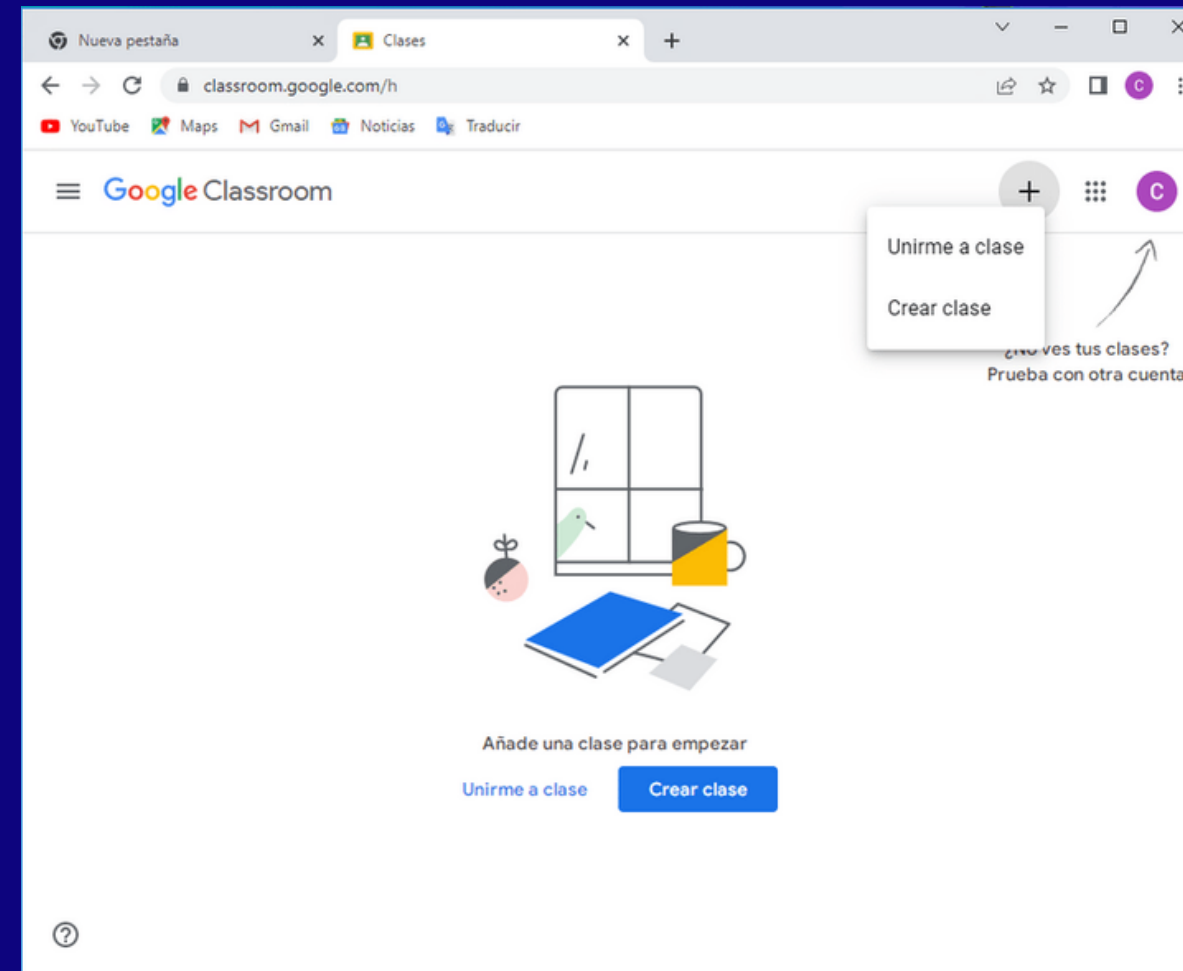 Nueva pestaña
Clases
classroom.google.com/h
YouTube Maps Gmail Noticias Traducir
Google Classroom
C
C
Unirme a clase
Crear clase
¿No ves tus clases?
Prueba con otra cuenta
Añade una clase para empezar
Unirme a clase
Crear clase